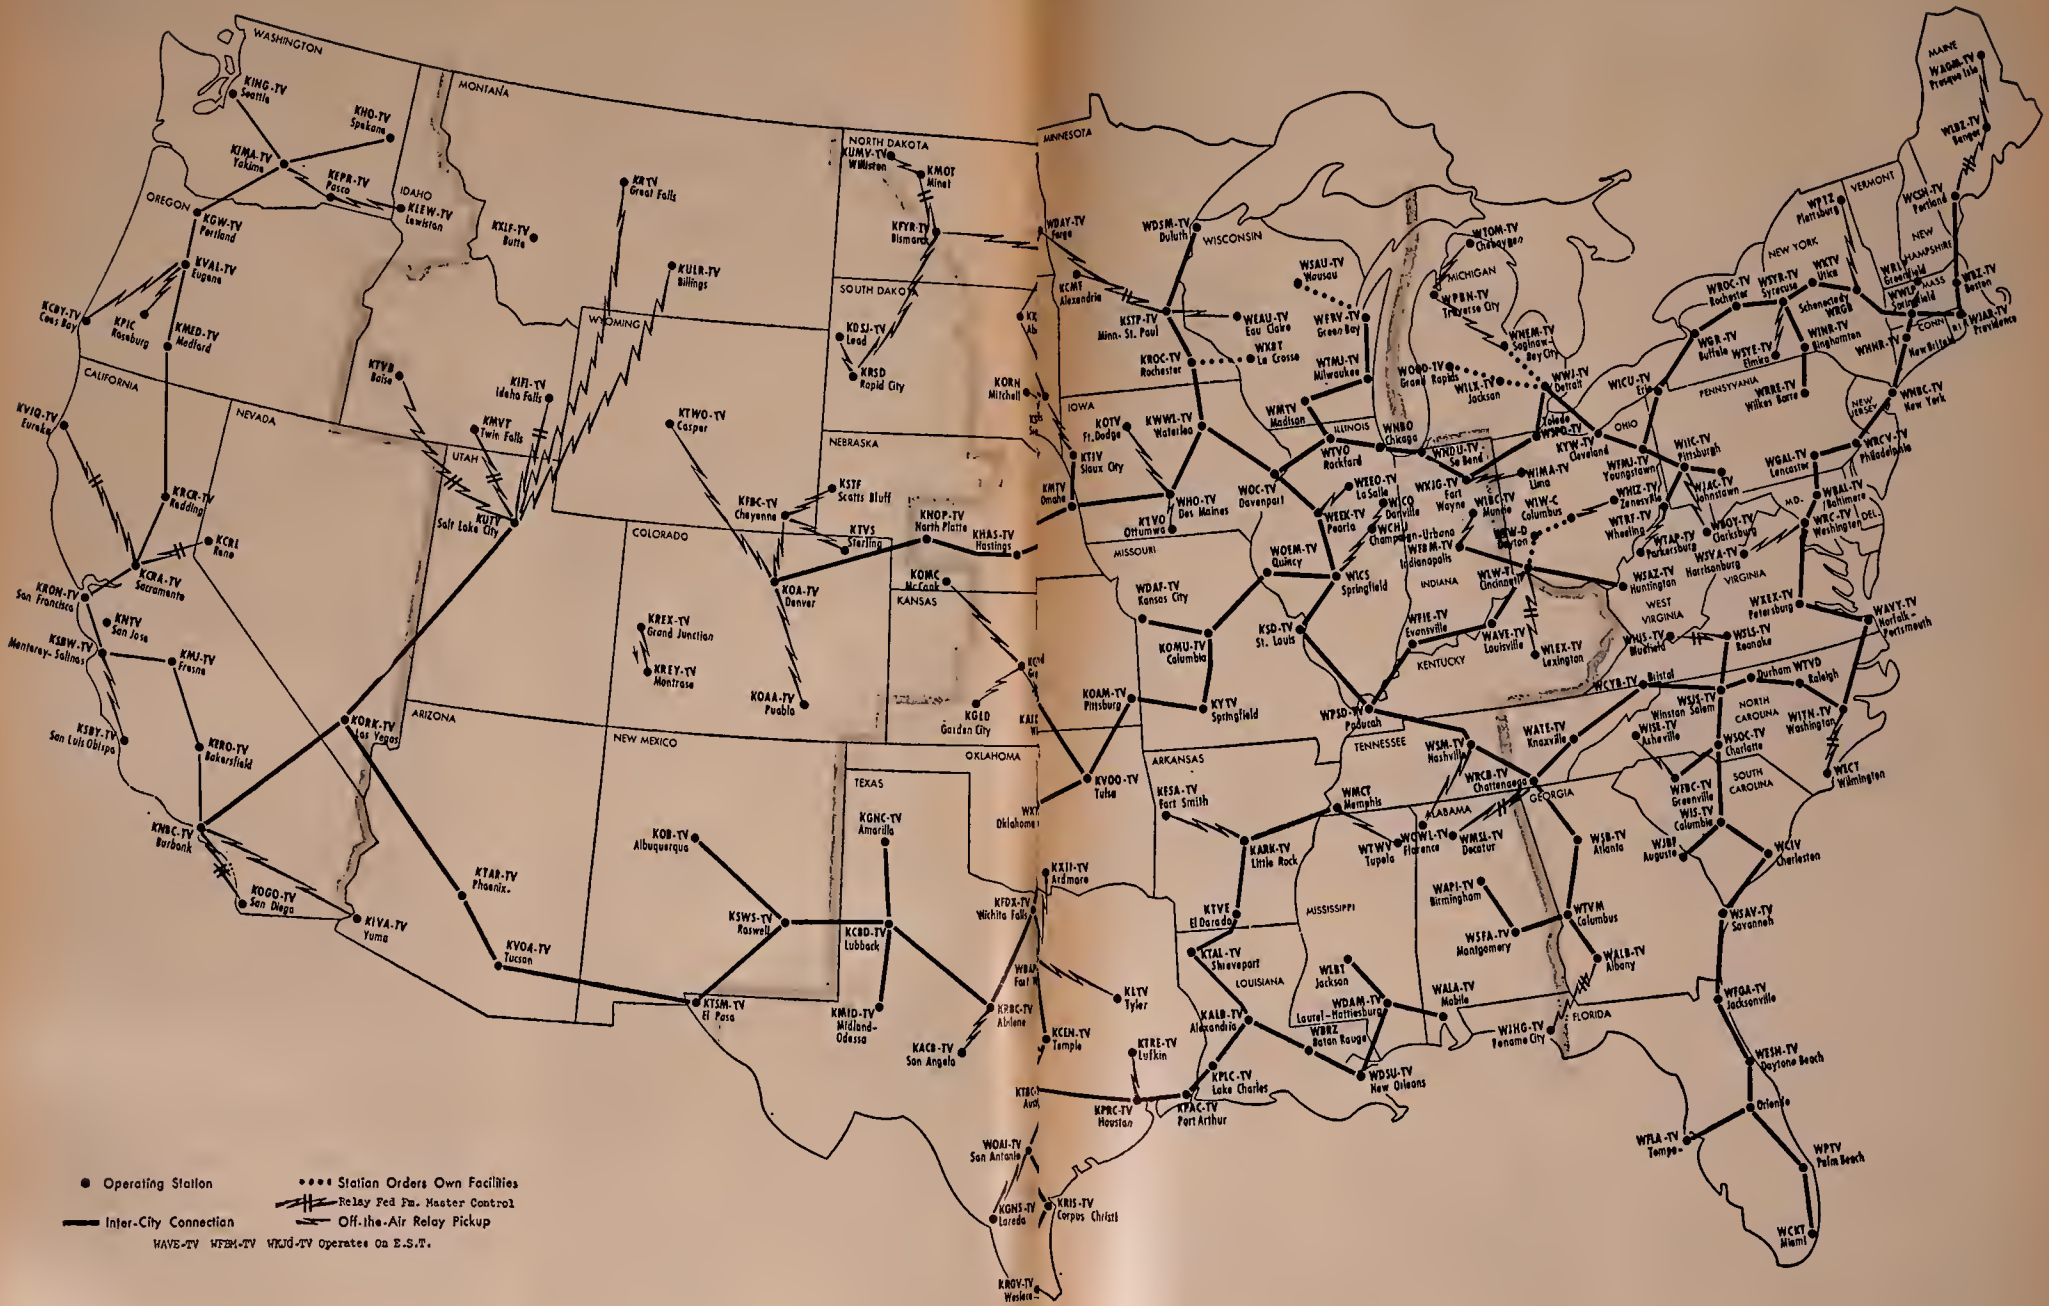 WASHINGTON
KING-TV
Seattle
KHQ-TV
Spokane
KIMA-TV
Yakima
KEPR-TV
Pasco
KLEW-TV
Lewiston
IDAHO
OREGON
KGW-TV
Portland
KVAL-TV
Eugene
KCBY-TV
Coos Bay
KPIC
Roseburg
KMED-TV
Medford
MONTANA
KRTV
Great Falls
KXLF-TV
Butte
KULR-TV
Billings
WYOMING
KTVB
Boise
KIFI-TV
Idaho Falls
KMVT
Twin Falls
UTAH
KUTV
Salt Lake City
KTWO-TV
Casper
KFBC-TV
Cheyenne
CALIFORNIA
NEVADA
KVIQ-TV
Eureka
KRCR-TV
Redding
KCRL
Reno
KCRA-TV
Sacramento
KRON-TV
San Francisco
KNTV
San Jose
KSBW-TV
Monterey-Salinas
KMJ-TV
Fresno
KSBY-TV
San Luis Obispo
KERO-TV
Bakersfield
KORK-TV
Las Vegas
KNBC-TV
Burbank
KOGO-TV
San Diego
KIVA-TV
Yuma
ARIZONA
KTAR-TV
Phoenix
KVOA-TV
Tucson
COLORADO
KREX-TV
Grand Junction
KREY-TV
Montrose
KOA-TV
Denver
KOAA-TV
Pueblo
NEW MEXICO
KOB-TV
Albuquerque
KSWS-TV
Roswell
KTSM-TV
El Paso
NORTH DAKOTA
KUMV-TV
Williston
KMOT
Minot
KFYR-TV
Bismarck
SOUTH DAKOTA
KDSJ-TV
Lead
KRSD
Rapid City
KORN
Mitchell
NEBRASKA
KSTF
Scotts Bluff
KTVS
Sterling
KNOP-TV
North Platte
KHAS-TV
Hastings
KOMC
McCook
KANSAS
KGLD
Garden City
OKLAHOMA
TEXAS
KGNC-TV
Amarillo
KCBD-TV
Lubbock
KMID-TV
Midland-
Odessa
KRBC-TV
Abilene
KACB-TV
San Angelo
KFDX-TV
Wichita Falls
KXII-TV
Ardmore
KLTV
Tyler
KCEN-TV
Temple
KTRE-TV
Lufkin
KPRC-TV
Houston
KPAC-TV
Port Arthur
WOAI-TV
San Antonio
KGNS-TV
Laredo
KRIS-TV
Corpus Christi
KRGV-TV
MINNESOTA
WDAY-TV
Fargo
KCMT
Alexandria
WDSM-TV
Duluth
KSTP-TV
Minn.- St. Paul
KROC-TV
Rochester
WISCONSIN
WSAU-TV
Wausau
WEAU-TV
Eau Claire
WKBT
La Crosse
WFRV-TV
Green Bay
WTMJ-TV
Milwaukee
WMTV
Madison
IOWA
KQTV
Ft. Dodge
KWWL-TV
Waterloo
KTIV
Sioux City
KMTV
Omaha
WHO-TV
Des Moines
KTVO
Ottumwa
WOC-TV
Davenport
MISSOURI
WDAF-TV
Kansas City
KOMU-TV
Columbia
KYTV
Springfield
KOAM-TV
Pittsburg
KVOO-TV
Tulsa
KSD-TV
St. Louis
ILLINOIS
WTVO
Rockford
WNBQ
Chicago
WEEQ-TV
La Salle
WEEK-TV
Peoria
WICD
Danville
WCHU
Champaign-Urbana
WGEM-TV
Quincy
WICS
Springfield
MICHIGAN
WTOM-TV
Cheboygan
WPBN-TV
Traverse City
WNEM-TV
Saginaw-
Bay City
WOOD-TV
Grand Rapids
WILX-TV
Jackson
WWJ-TV
Detroit
INDIANA
WNDU-TV
So Bend
WKJG-TV
Fort
Wayne
WLBC-TV
Muncie
WFBM-TV
Indianapolis
WFIE-TV
Evansville
OHIO
Toledo
WSPD-TV
KYW-TV
Cleveland
WFMJ-TV
Youngstown
WIMA-TV
Lima
WLW-C
Columbus
WLW-D
Dayton
WLW-T
Cincinnati
WHIZ-TV
Zanesville
WTRF-TV
Wheeling
KENTUCKY
WAVE-TV
Louisville
WLEX-TV
Lexington
WPSD-TV
Paducah
WEST
VIRGINIA
WTAP-TV
Parkersburg
WBOY-TV
Clarksburg
WSAZ-TV
Huntington
WHIS-TV
Bluefield
VIRGINIA
WSVA-TV
Harrisonburg
WXEX-TV
Petersburg
WAVY-TV
Norfolk-
Portsmouth
WSLS-TV
Roanoke
WCYB-TV
Bristol
PENNSYLVANIA
WICU-TV
Erie
WIIC-TV
Pittsburgh
WJAC-TV
Johnstown
WGAL-TV
Lancaster
WRCV-TV
Philadelphia
WBRE-TV
Wilkes Barre
MD.
DEL.
WBAL-TV
Baltimore
WRC-TV
Washington
NEW
JERSEY
WNBC-TV
New York
NEW YORK
WPTZ
Plattsburg
WROC-TV
Rochester
WSYR-TV
Syracuse
WKTV
Utica
Schenectady
WRGB
WGR-TV
Buffalo
WSYE-TV
Elmira
WINR-TV
Binghamton
VERMONT
NEW
HAMPSHIRE
MASS
CONN
R.I.
Greenfield
Springfield
WBZ-TV
Boston
WJAR-TV
Providence
WHNB-TV
New Britain
MAINE
WAGM-TV
Presque Isle
WLBZ-TV
Bangor
WCSH-TV
Portland
TENNESSEE
WMCT
Memphis
WSM-TV
Nashville
WRCB-TV
Chattanooga
WATE-TV
Knoxville
NORTH
CAROLINA
WSJS-TV
Winston Salem
Durham WTVD
Raleigh
WITN-TV
Washington
WECT
Wilmington
WISE-TV
Asheville
WSOC-TV
Charlotte
SOUTH
CAROLINA
WFBC-TV
Greenville
WIS-TV
Columbia
WJBF
Augusta
WCIV
Charleston
GEORGIA
WSB-TV
Atlanta
WTVM
Columbus
WALB-TV
Albany
WSAV-TV
Savannah
ARKANSAS
KFSA-TV
Fort Smith
KARK-TV
Little Rock
KTVE
El Dorado
LOUISIANA
KTAL-TV
Shreveport
KALB-TV
Alexandria
KPLC-TV
Lake Charles
WBRZ
Baton Rouge
WDSU-TV
New Orleans
MISSISSIPPI
WTWV
Tupelo
WLBT
Jackson
WDAM-TV
Laurel-Hattiesburg
ALABAMA
WOWL-TV
Florence
WMSL-TV
Decatur
WAPI-TV
Birmingham
WSFA-TV
Montgomery
WALA-TV
Mobile
FLORIDA
WJHG-TV
Panama City
WFGA-TV
Jacksonville
WESH-TV
Daytona Beach
Orlando
WFLA-TV
Tampa
WPTV
Palm Beach
WCKT
Miami
Operating Station
Inter-City Connection
Station Orders Own Facilities
Relay Fed Fm. Master Control
Off-the-Air Relay Pickup
WAVE-TV WFBM-TV WKJG-TV Operates On E.S.T.